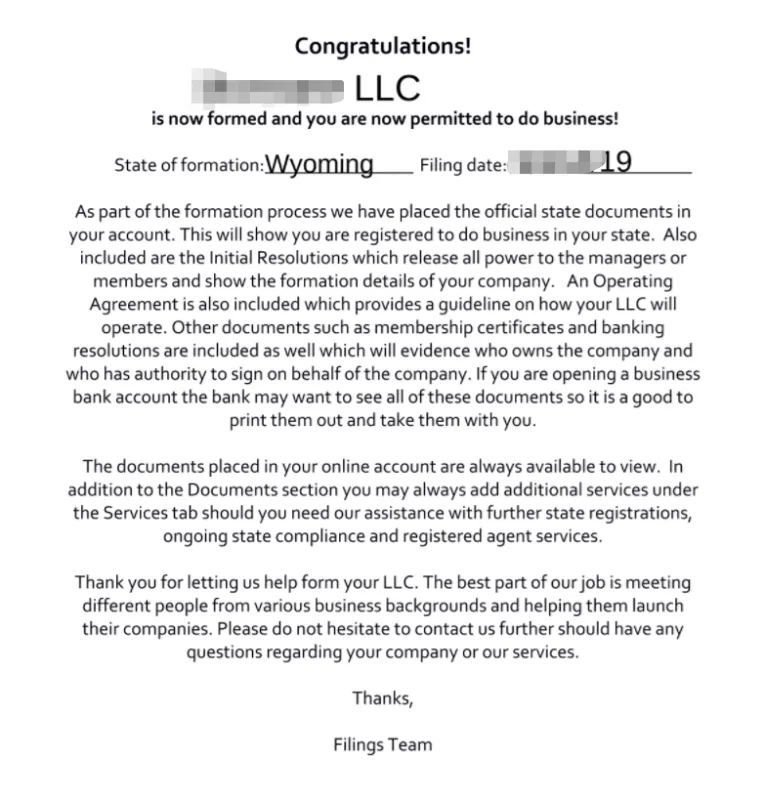 Congratulations!
LLC
is now formed and you are now permitted to do business!
State of formation: Wyoming Filing date: 19
As part of the formation process we have placed the official state documents in
your account. This will show you are registered to do business in your state. Also
included are the Initial Resolutions which release all power to the managers or
members and show the formation details of your company. An Operating
Agreement is also included which provides a guideline on how your LLC will
operate. Other documents such as membership certificates and banking
resolutions are included as well which will evidence who owns the company and
who has authority to sign on behalf of the company. If you are opening a business
bank account the bank may want to see all of these documents so it is a good to
print them out and take them with you.
The documents placed in your online account are always available to view. In
addition to the Documents section you may always add additional services under
the Services tab should you need our assistance with further state registrations,
ongoing state compliance and registered agent services.
Thank you for letting us help form your LLC. The best part of our job is meeting
different people from various business backgrounds and helping them launch
their companies. Please do not hesitate to contact us further should have any
questions regarding your company or our services.
Thanks,
Filings Team